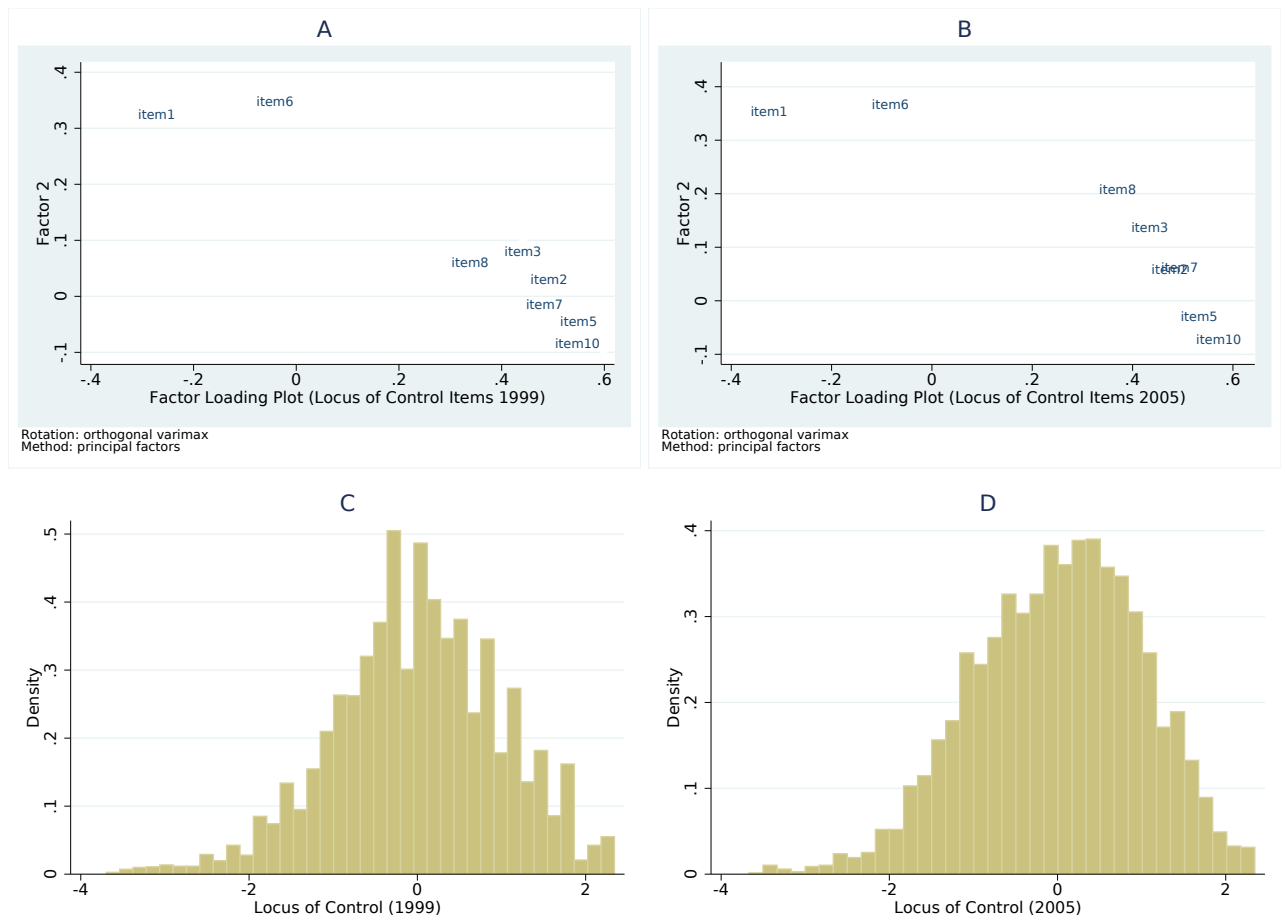 A
Factor 2
.4
.3
.2
.1
0
-.1
item1
item6
item3
item8
item2
item7
item5
item10
-.4 -.2 0 .2 .4 .6
Factor Loading Plot (Locus of Control Items 1999)
Rotation: orthogonal varimax
Method: principal factors
B
Factor 2
.4
.3
.2
.1
0
-.1
item1
item6
item8
item3
item7
item2
item5
item10
-.4 -.2 0 .2 .4 .6
Factor Loading Plot (Locus of Control Items 2005)
Rotation: orthogonal varimax
Method: principal factors
C
Density
.5
.4
.3
.2
.1
0
-4 -2 0 2
Locus of Control (1999)
D
Density
.4
.3
.2
.1
0
-4 -2 0 2
Locus of Control (2005)